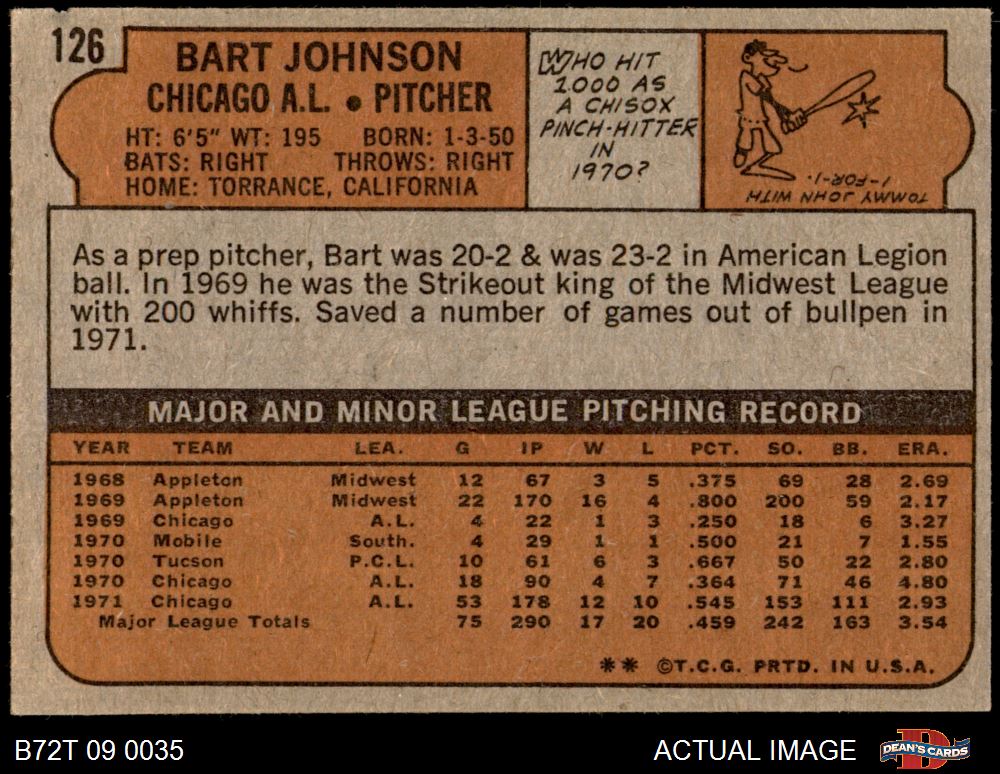 126
BART JOHNSON
CHICAGO A.L. • PITCHER
HT: 6'5" WT: 195 BORN: 1-3-50
BATS: RIGHT THROWS: RIGHT
HOME: TORRANCE, CALIFORNIA
WHO HIT
1.000 AS
A CHISOX
PINCH-HITTER
IN
1970?
TOMMY JOHN WITH
1-FOR-1.
As a prep pitcher, Bart was 20-2 & was 23-2 in American Legion
ball. In 1969 he was the Strikeout king of the Midwest League
with 200 whiffs. Saved a number of games out of bullpen in
1971.
MAJOR AND MINOR LEAGUE PITCHING RECORD
YEAR TEAM LEA. G IP W L PCT. SO. BB. ERA.
1968 Appleton Midwest 12 67 3 5 .375 69 28 2.69
1969 Appleton Midwest 22 170 16 4 .800 200 59 2.17
1969 Chicago A.L. 4 22 1 3 .250 18 6 3.27
1970 Mobile South. 4 29 1 1 .500 21 7 1.55
1970 Tucson P.C.L. 10 61 6 3 .667 50 22 2.80
1970 Chicago A.L. 18 90 4 7 .364 71 46 4.80
1971 Chicago A.L. 53 178 12 10 .545 153 111 2.93
Major League Totals 75 290 17 20 .459 242 163 3.54
** ©T.C.G. PRTD. IN U.S.A.
B72T 09 0035
ACTUAL IMAGE
DEAN'S CARDS